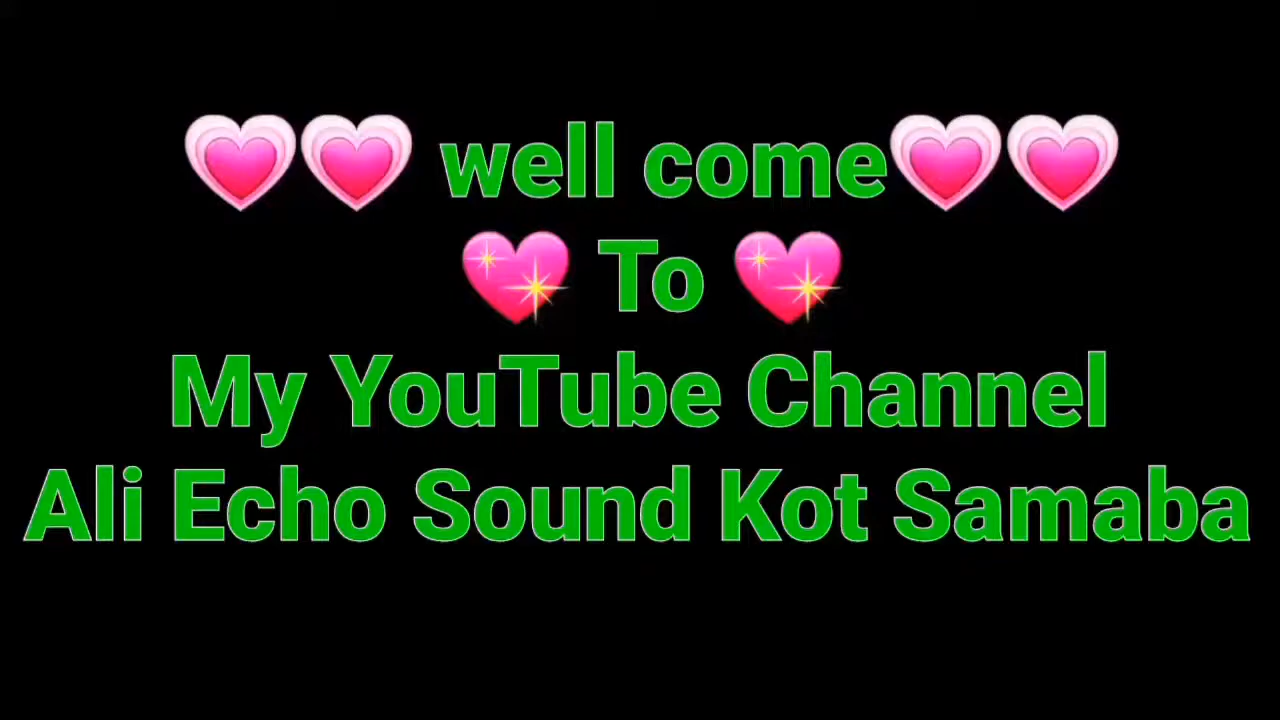 💗💗 well come💗💗
💖 To 💖
My YouTube Channel
Ali Echo Sound Kot Samaba